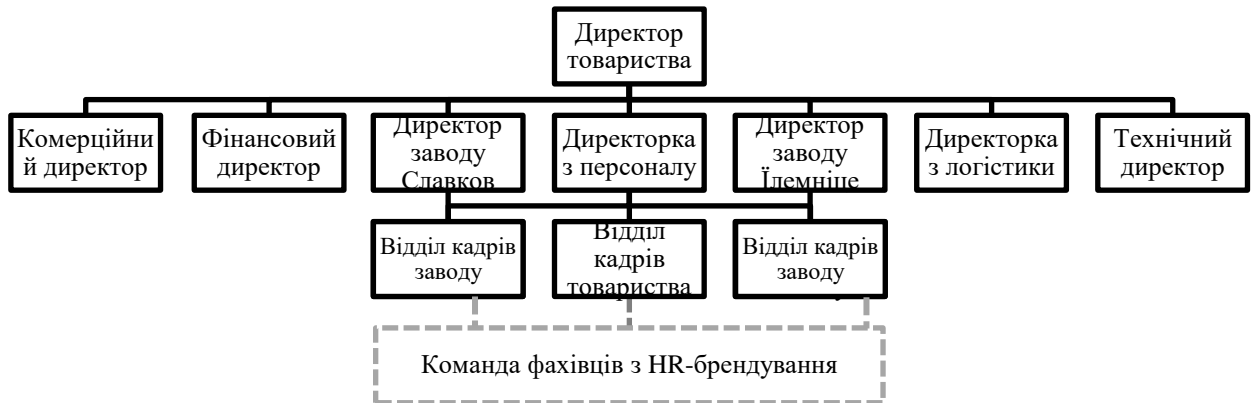 Директор
товариства
Комерційни
й директор
Фінансовий
директор
Директор
заводу
Славков
Директорка
з персоналу
Директор
заводу
Їлемніце
Директорка
з логістики
Технічний
директор
Відділ кадрів
заводу
Відділ
кадрів
товариства
Відділ кадрів
заводу
Команда фахівців з HR-брендування